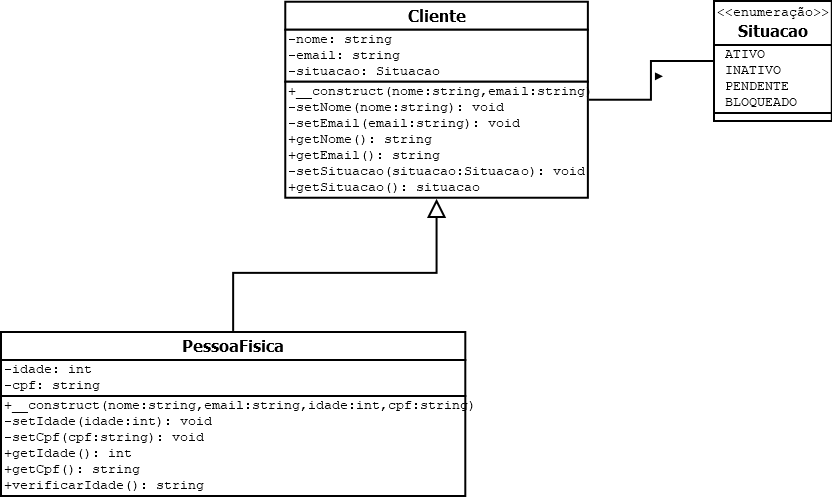 Cliente
-nome: string
-email: string
-situacao: Situacao
+__construct(nome:string,email:string)
-setNome(nome:string): void
-setEmail(email:string): void
+getNome(): string
+getEmail(): string
-setSituacao(situacao:Situacao): void
+getSituacao(): situacao
<<enumeração>>
Situacao
ATIVO
INATIVO
PENDENTE
BLOQUEADO
PessoaFisica
-idade: int
-cpf: string
+__construct(nome:string,email:string,idade:int,cpf:string)
-setIdade(idade:int): void
-setCpf(cpf:string): void
+getIdade(): int
+getCpf(): string
+verificarIdade(): string